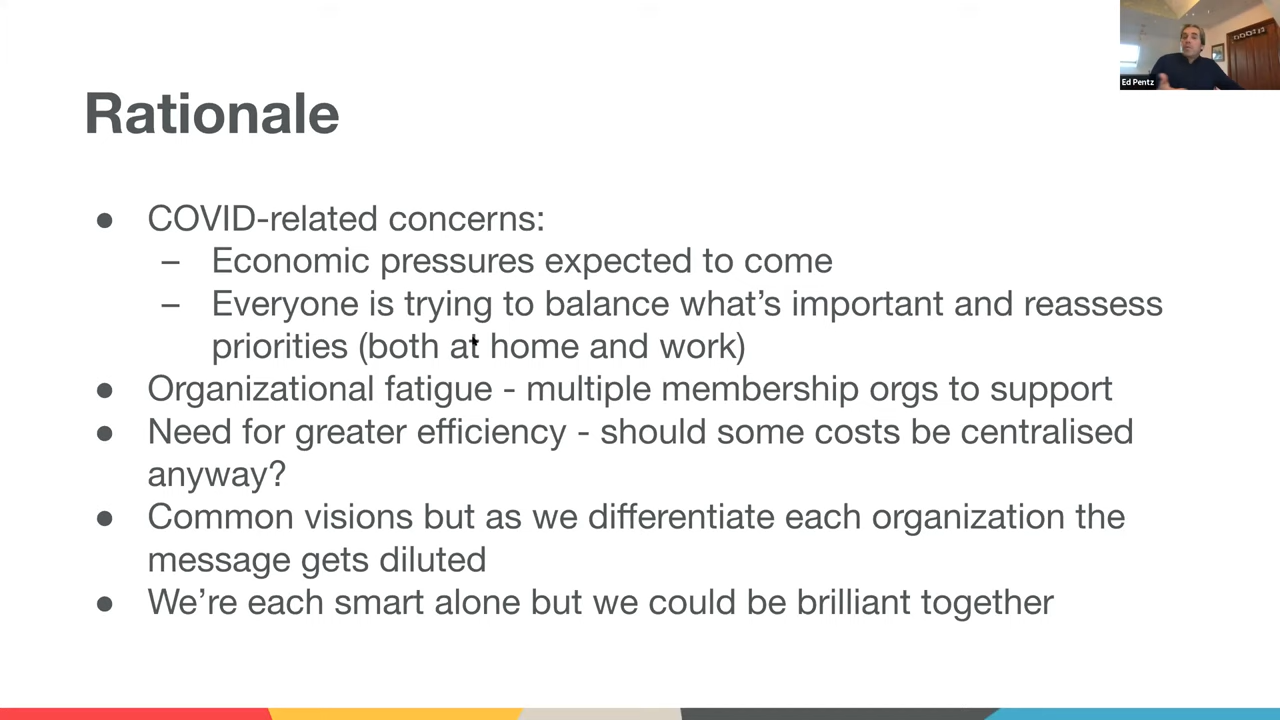 Ed Pentz
Rationale
● COVID-related concerns:
– Economic pressures expected to come
– Everyone is trying to balance what’s important and reassess
priorities (both at home and work)
● Organizational fatigue - multiple membership orgs to support
● Need for greater efficiency - should some costs be centralised
anyway?
● Common visions but as we differentiate each organization the
message gets diluted
● We’re each smart alone but we could be brilliant together